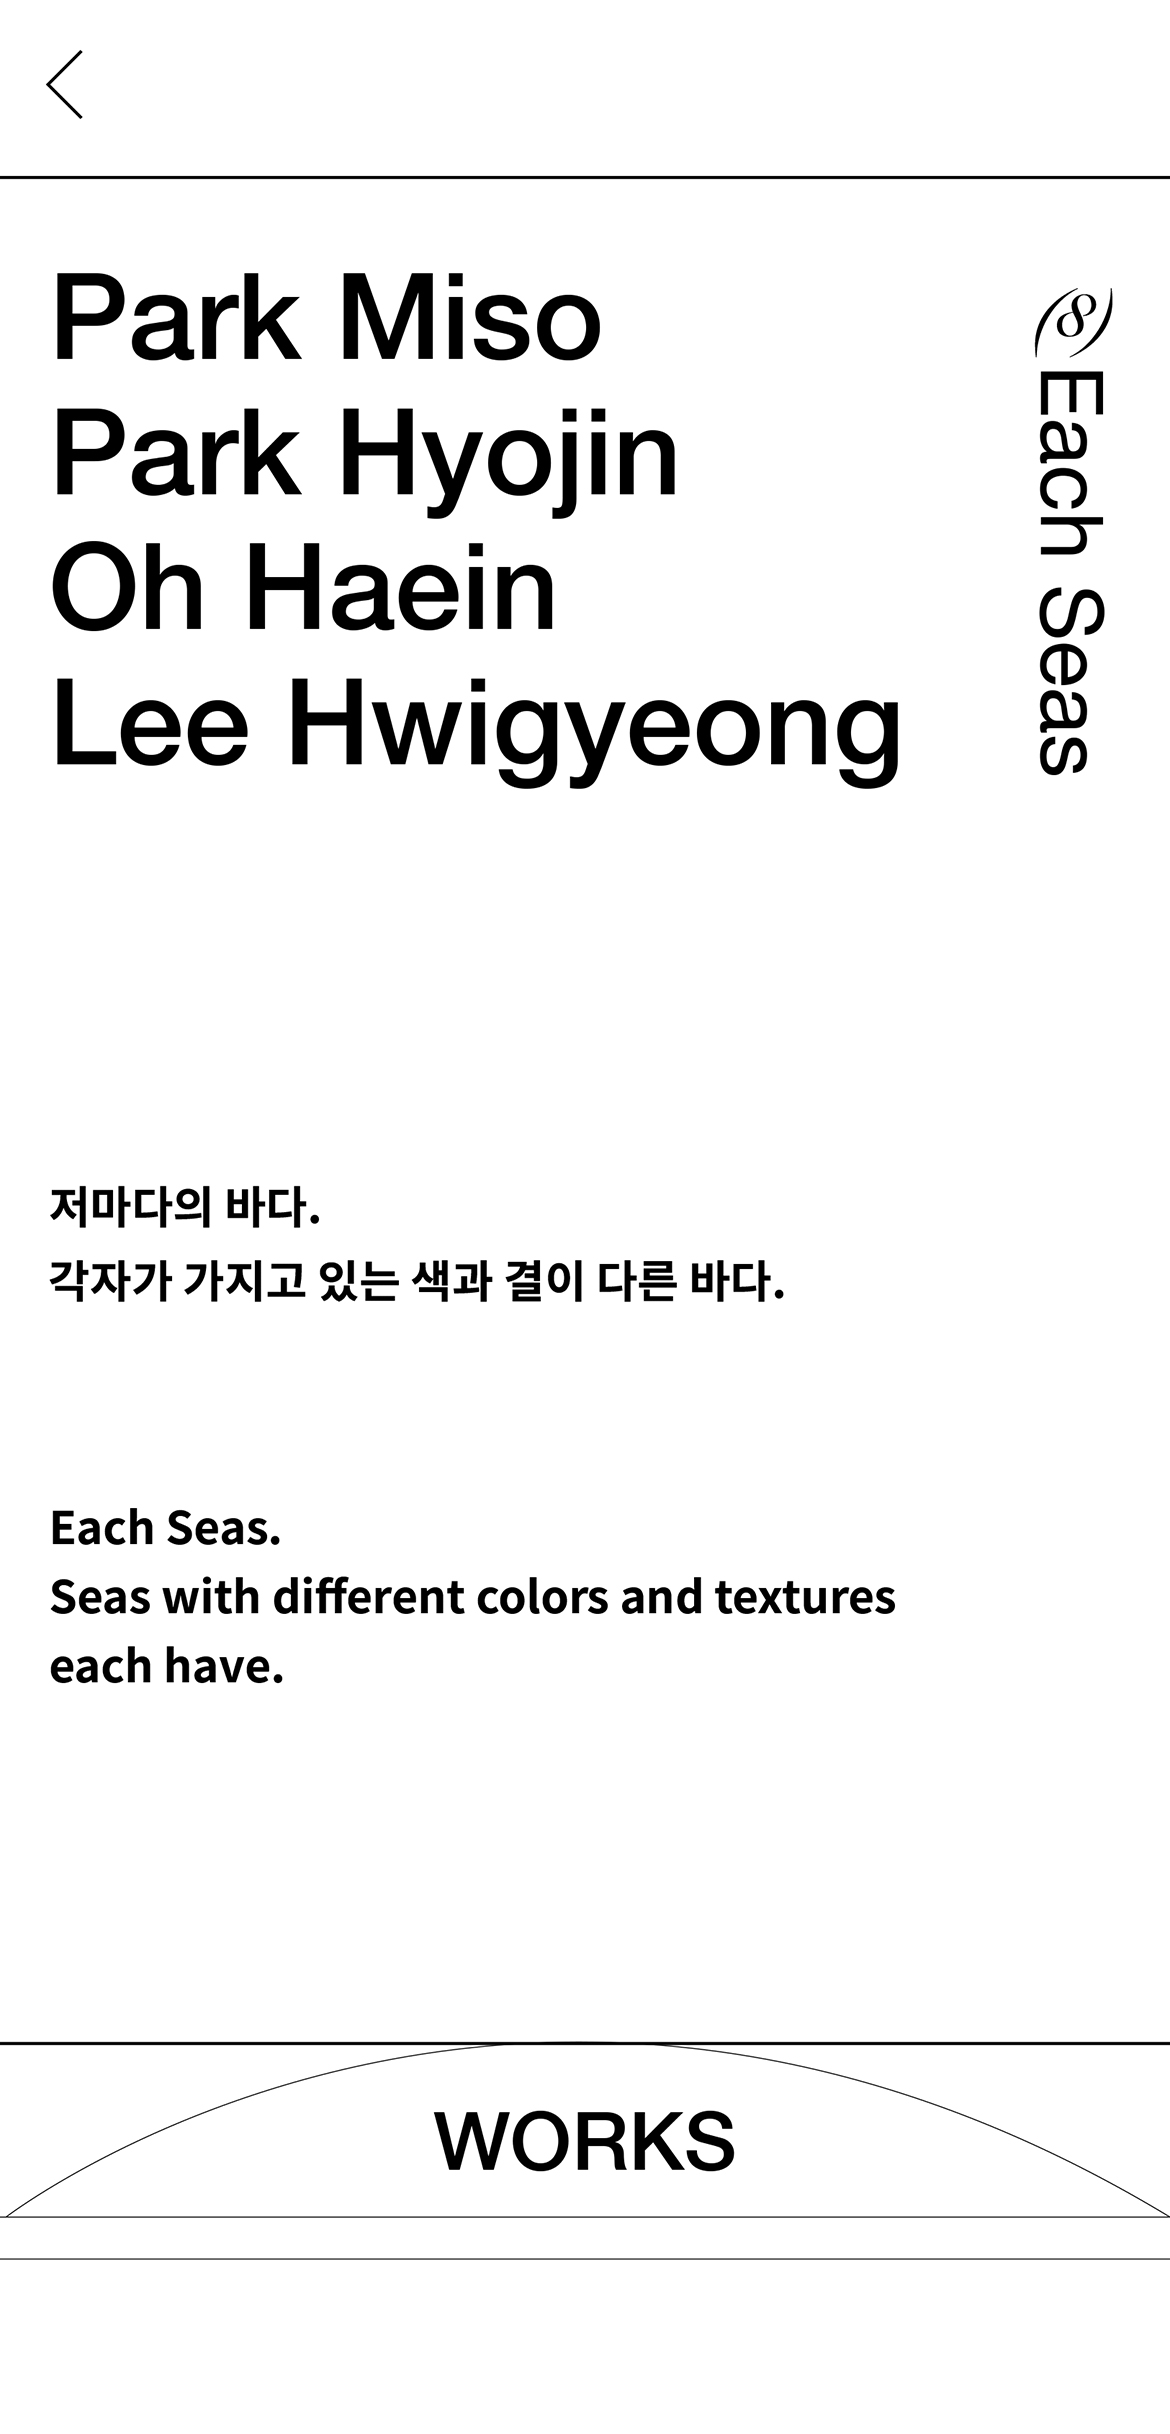 Park Miso
Park Hyojin
Oh Haein
Lee Hwigyeong
(8) Each Seas
저마다의 바다.
각자가 가지고 있는 색과 결이 다른 바다.
Each Seas.
Seas with different colors and textures
each have.
WORKS